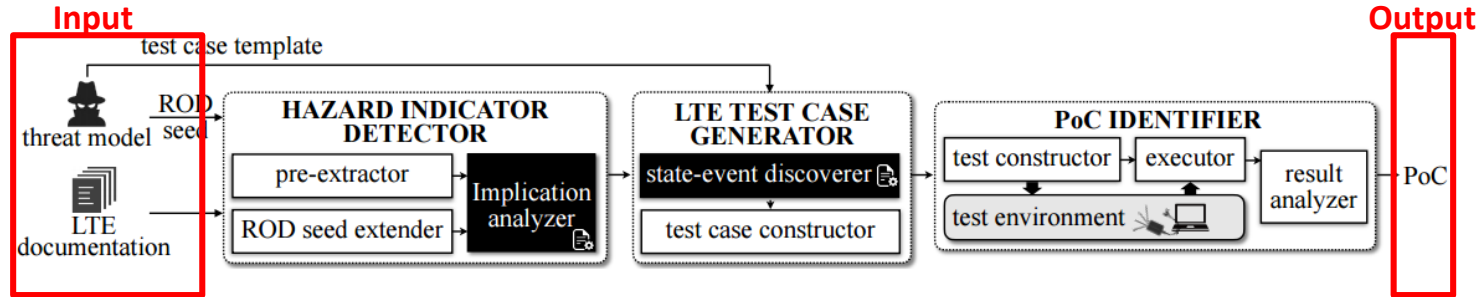 Input
Output
test case template
threat model
ROD
seed
LTE
documentation
HAZARD INDICATOR
DETECTOR
pre-extractor
ROD seed extender
Implication
analyzer
LTE TEST CASE
GENERATOR
state-event discoverer
test case constructor
PoC IDENTIFIER
test constructor
executor
test environment
result
analyzer
PoC